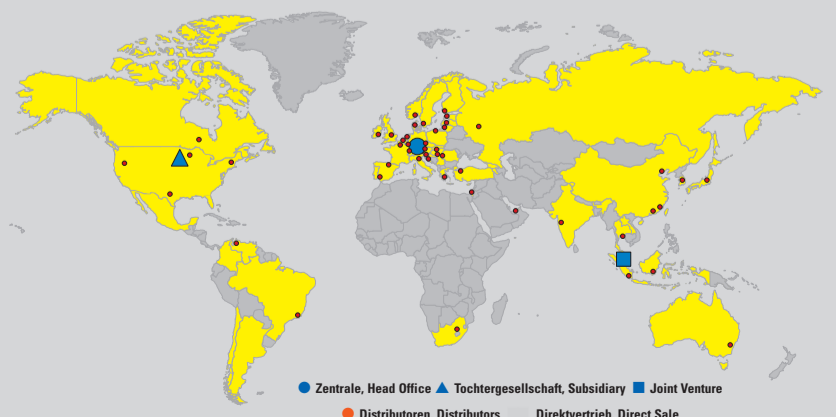 Zentrale, Head Office Tochtergesellschaft, Subsidiary Joint Venture
Distributoren, Distributors Direktvertrieb, Direct Sale